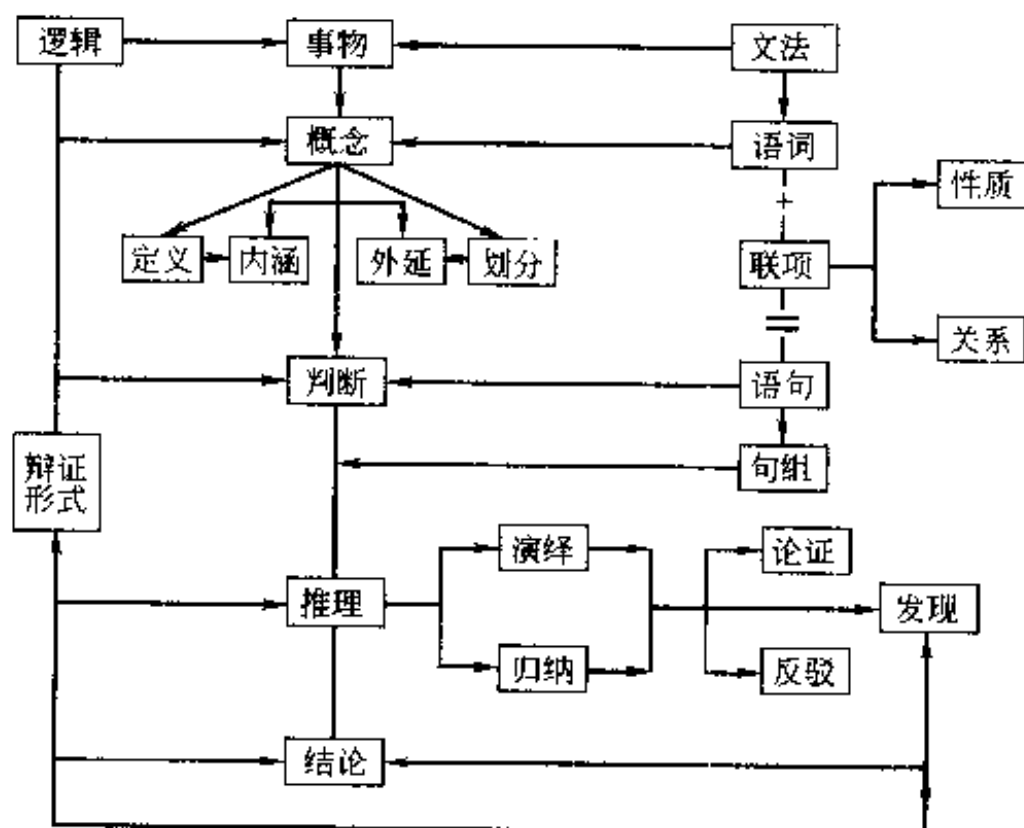 逻辑
事物
文法
概念
语词
+
性质
定义
内涵
外延
划分
联项
=
关系
判断
语句
辩证
形式
句组
演绎
论证
推理
发现
归纳
反驳
结论